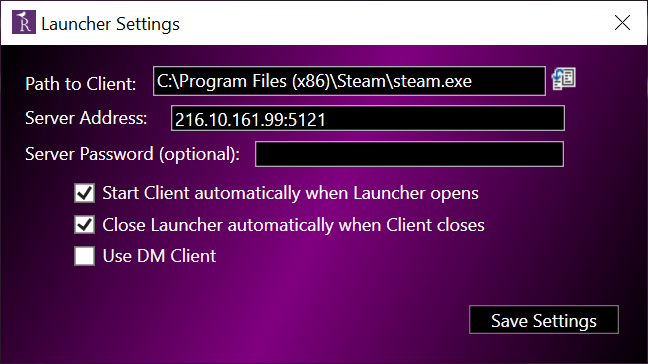 R
Launcher Settings
Path to Client: C:\Program Files (x86)\Steam\steam.exe
Server Address: 216.10.161.99:5121
Server Password (optional):
Start Client automatically when Launcher opens
Close Launcher automatically when Client closes
Use DM Client
Save Settings